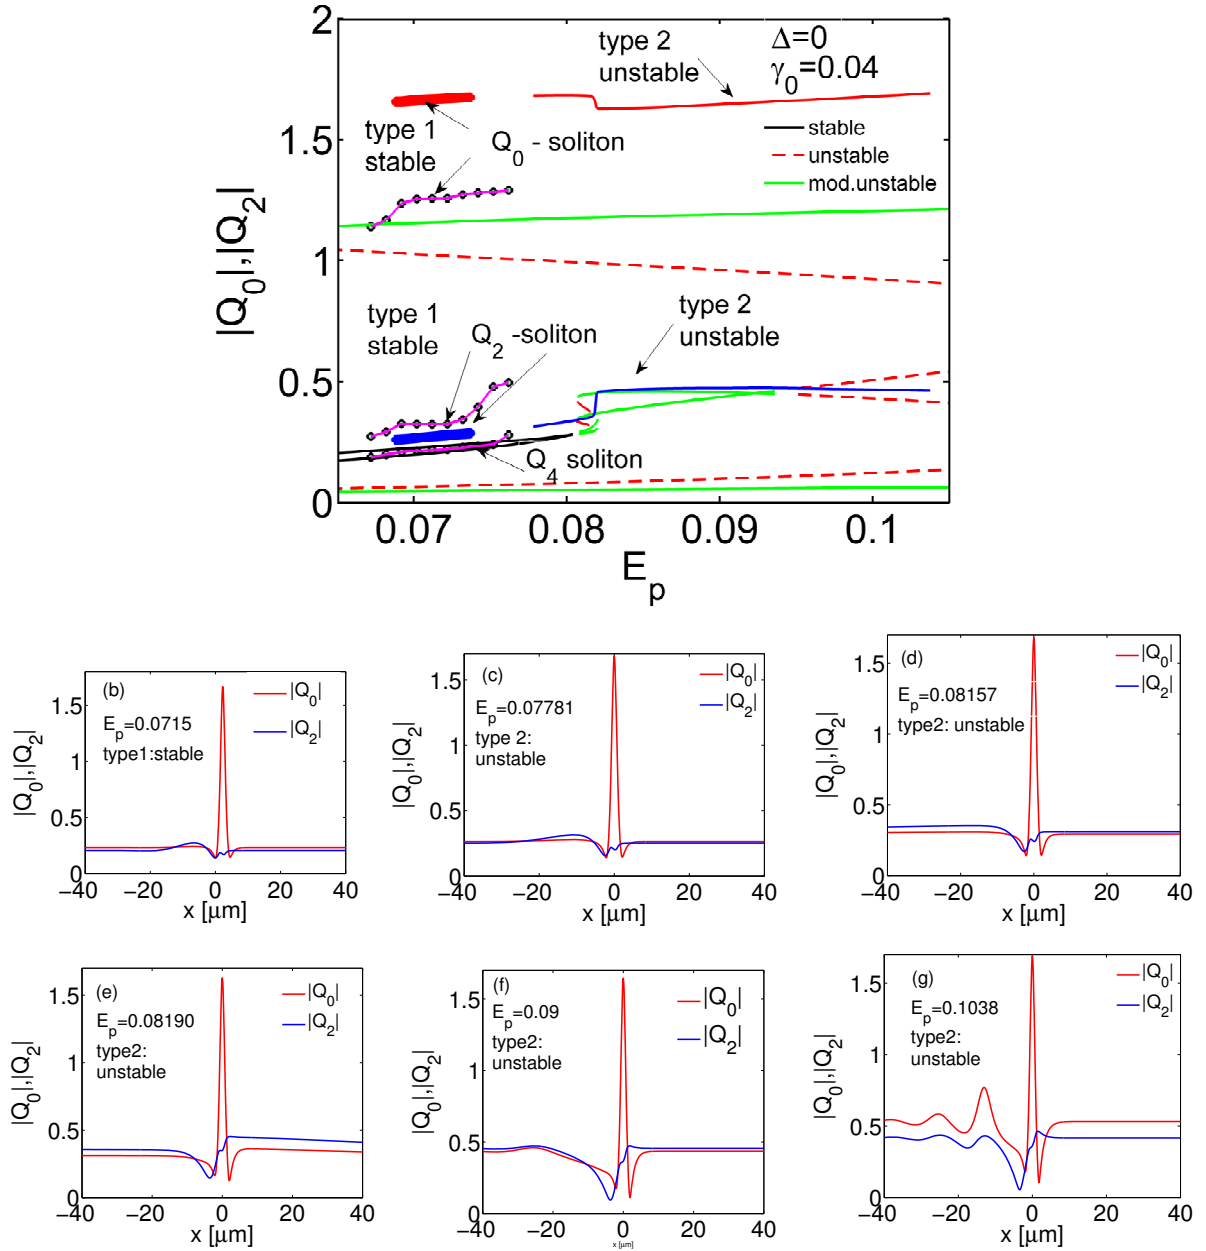 2
type 2
unstable
Δ=0
γ0=0.04
type 1
stable
Q0 - soliton
stable
unstable
mod.unstable
1.5
1
|Q0|,|Q2|
type 1
stable
Q2 -soliton
type 2
unstable
0.5
Q4 soliton
0
0.07 0.08 0.09 0.1
Ep
(b)
Ep=0.0715
type1:stable
|Q0|
|Q2|
1.5
1
0.5
0
|Q0|,|Q2|
−40 −20 0 20 40
x [μm]
(c)
Ep=0.07781
type 2:
unstable
|Q0|
|Q2|
1.5
1
0.5
0
|Q0|,|Q2|
−40 −20 0 20 40
x [μm]
(d)
Ep=0.08157
type2: unstable
|Q0|
|Q2|
1.5
1
0.5
0
|Q0|,|Q2|
−40 −20 0 20 40
x [μm]
(e)
Ep=0.08190
type2:
unstable
|Q0|
|Q2|
1.5
1
0.5
0
|Q0|,|Q2|
−40 −20 0 20 40
x [μm]
(f)
Ep=0.09
type2:
unstable
|Q0|
|Q2|
1.5
1
0.5
0
|Q0|,|Q2|
−40 −20 0 20 40
x [μm]
(g)
Ep=0.1038
type2:
unstable
|Q0|
|Q2|
1.5
1
0.5
0
|Q0|,|Q2|
−40 −20 0 20 40
x [μm]